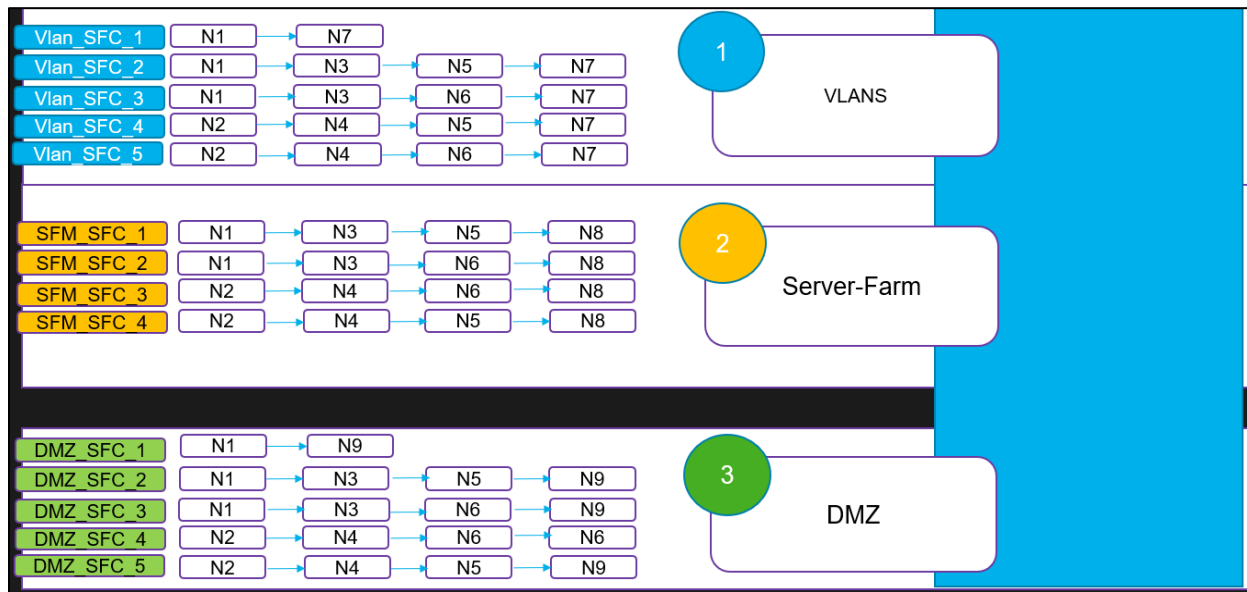 Vlan_SFC_1 N1 N7
Vlan_SFC_2 N1 N3 N5 N7
Vlan_SFC_3 N1 N3 N6 N7
Vlan_SFC_4 N2 N4 N5 N7
Vlan_SFC_5 N2 N4 N6 N7
1
VLANS
SFM_SFC_1 N1 N3 N5 N8
SFM_SFC_2 N1 N3 N6 N8
SFM_SFC_3 N2 N4 N6 N8
SFM_SFC_4 N2 N4 N5 N8
2
Server-Farm
DMZ_SFC_1 N1 N9
DMZ_SFC_2 N1 N3 N5 N9
DMZ_SFC_3 N1 N3 N6 N9
DMZ_SFC_4 N2 N4 N6 N6
DMZ_SFC_5 N2 N4 N5 N9
3
DMZ